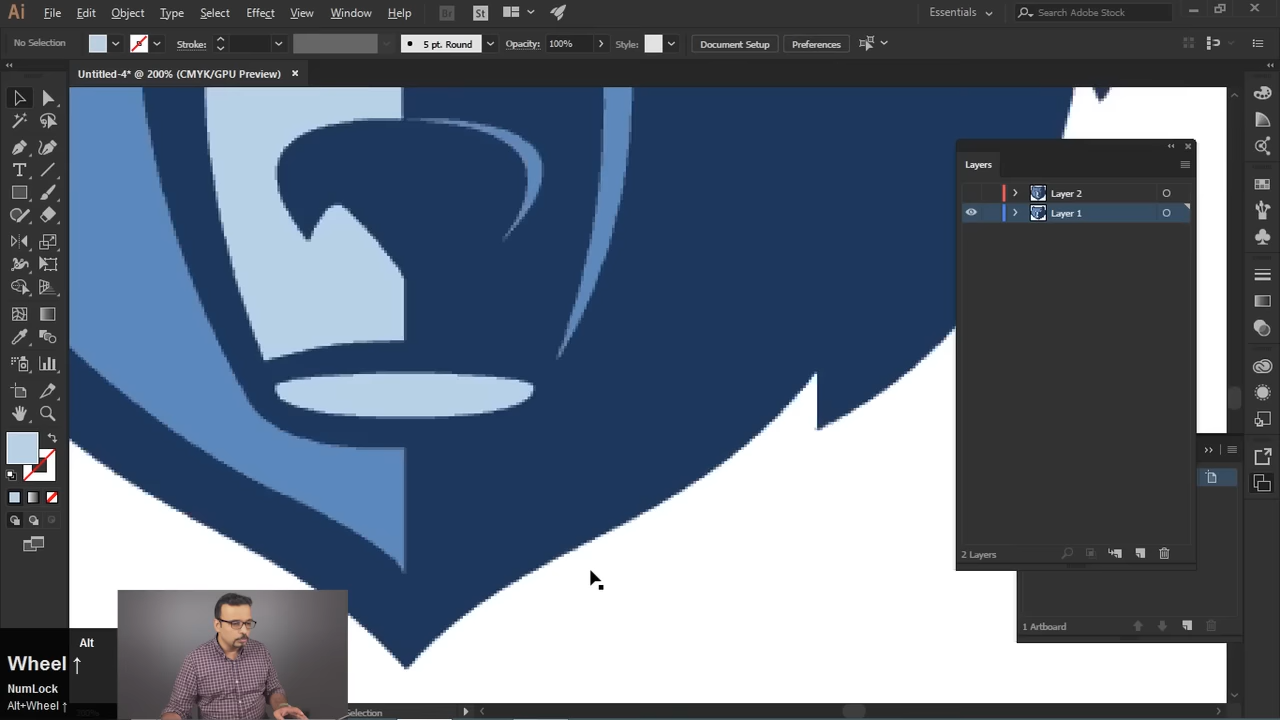 Ai File Edit Object Type Select Effect View Window Help Br St Essentials Search Adobe Stock
No Selection Stroke: 5 pt. Round Opacity: 100% Style: Document Setup Preferences
Untitled-4* @ 200% (CMYK/GPU Preview) ×
Layers
Layer 2
Layer 1
2 Layers
1 Artboard
Alt
Wheel ↑
NumLock
Alt+Wheel ↑
Selection